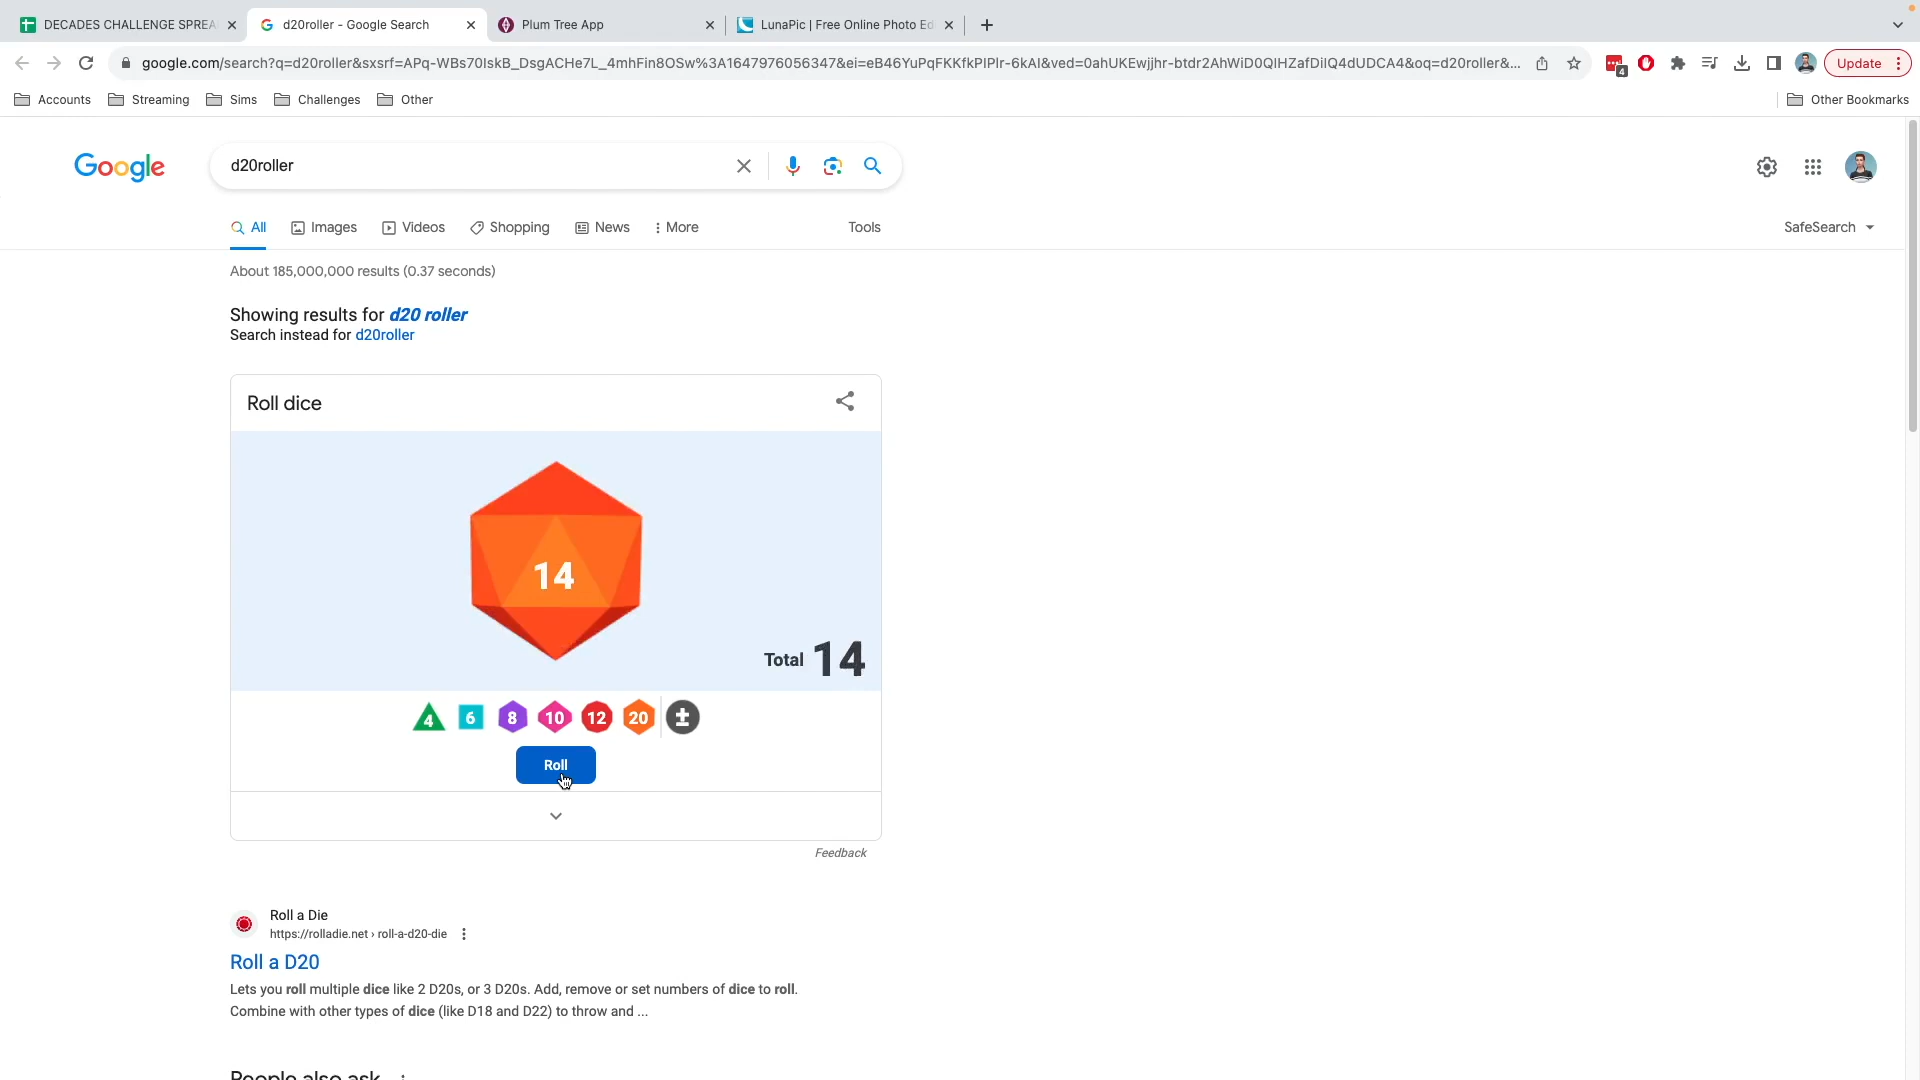 DECADES CHALLENGE SPREA
d20roller - Google Search
Plum Tree App
LunaPic | Free Online Photo Ed
google.com/search?q=d20roller&sxsrf=APq-WBs70IskB_DsgACHe7L_4mhFin8OSw%3A1647976056347&ei=eB46YuPqFKKfkPIPlr-6kAI&ved=0ahUKEwjjhr-btdr2AhWiD0QIHZafDiIQ4dUDCA4&oq=d20roller&...
4
Update
Accounts
Streaming
Sims
Challenges
Other
Other Bookmarks
Google
d20roller
All
Images
Videos
Shopping
News
More
Tools
SafeSearch
About 185,000,000 results (0.37 seconds)
Showing results for d20 roller
Search instead for d20roller
Roll dice
14
Total 14
4 6 8 10 12 20 ±
Roll
Feedback
Roll a Die
https://rolladie.net › roll-a-d20-die
Roll a D20
Lets you roll multiple dice like 2 D20s, or 3 D20s. Add, remove or set numbers of dice to roll.
Combine with other types of dice (like D18 and D22) to throw and ...
People also ask